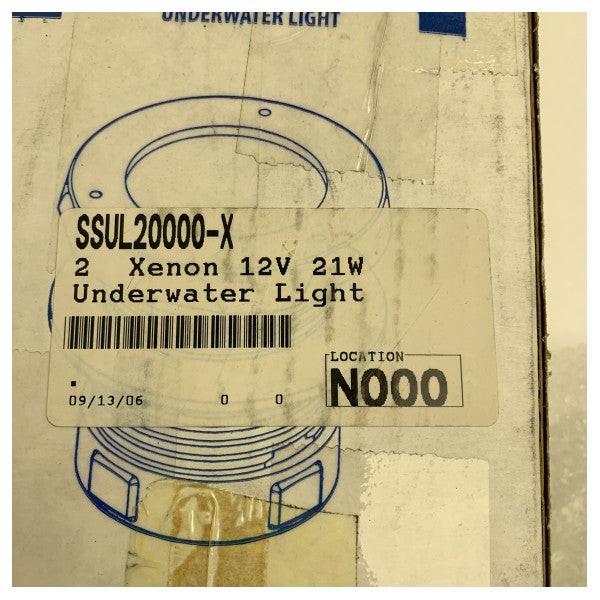 UNDERWATER LIGHT
SSUL20000-X
2 Xenon 12V 21W
Underwater Light
LOCATION
N000
09/13/06 0 0